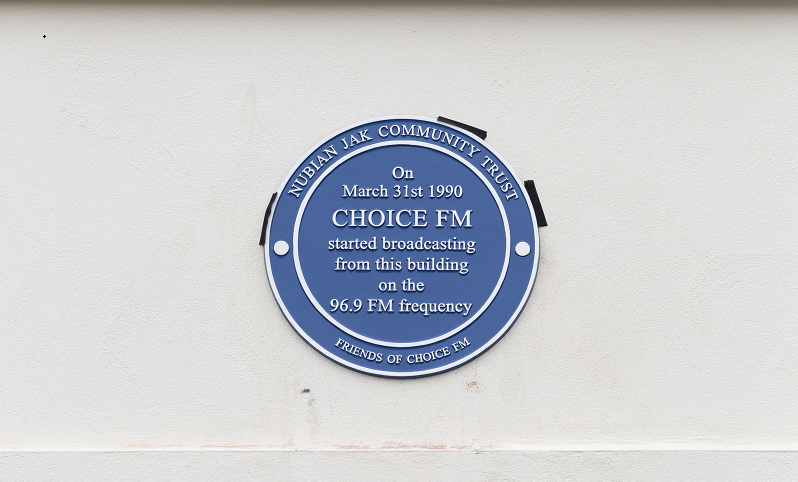 NUBIAN JAK COMMUNITY TRUST
On
March 31st 1990
CHOICE FM
started broadcasting
from this building
on the
96.9 FM frequency
FRIENDS OF CHOICE FM